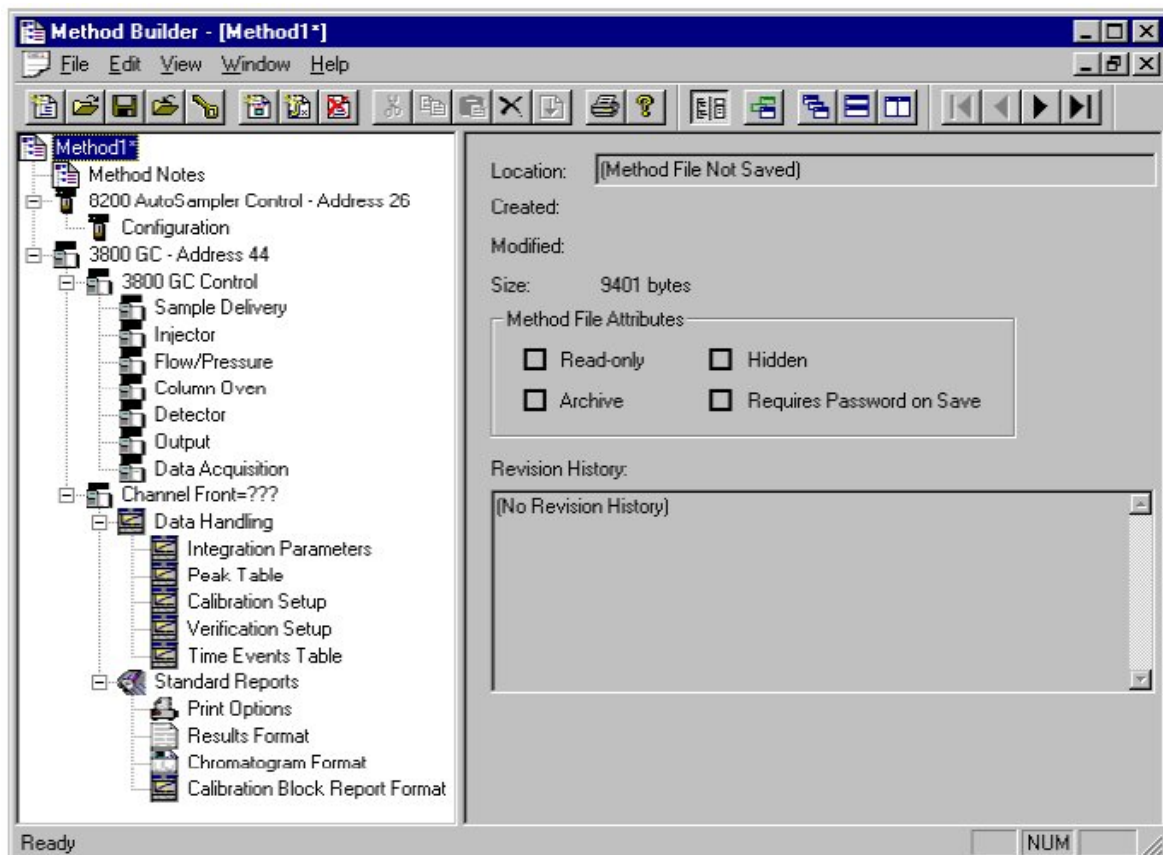 Method Builder - [Method1*]
File Edit View Window Help
Method1*
Method Notes
8200 AutoSampler Control - Address 26
Configuration
3800 GC - Address 44
3800 GC Control
Sample Delivery
Injector
Flow/Pressure
Column Oven
Detector
Output
Data Acquisition
Channel Front=???
Data Handling
Integration Parameters
Peak Table
Calibration Setup
Verification Setup
Time Events Table
Standard Reports
Print Options
Results Format
Chromatogram Format
Calibration Block Report Format
Location: (Method File Not Saved)
Created:
Modified:
Size: 9401 bytes
Method File Attributes
Read-only Hidden
Archive Requires Password on Save
Revision History:
(No Revision History)
Ready NUM